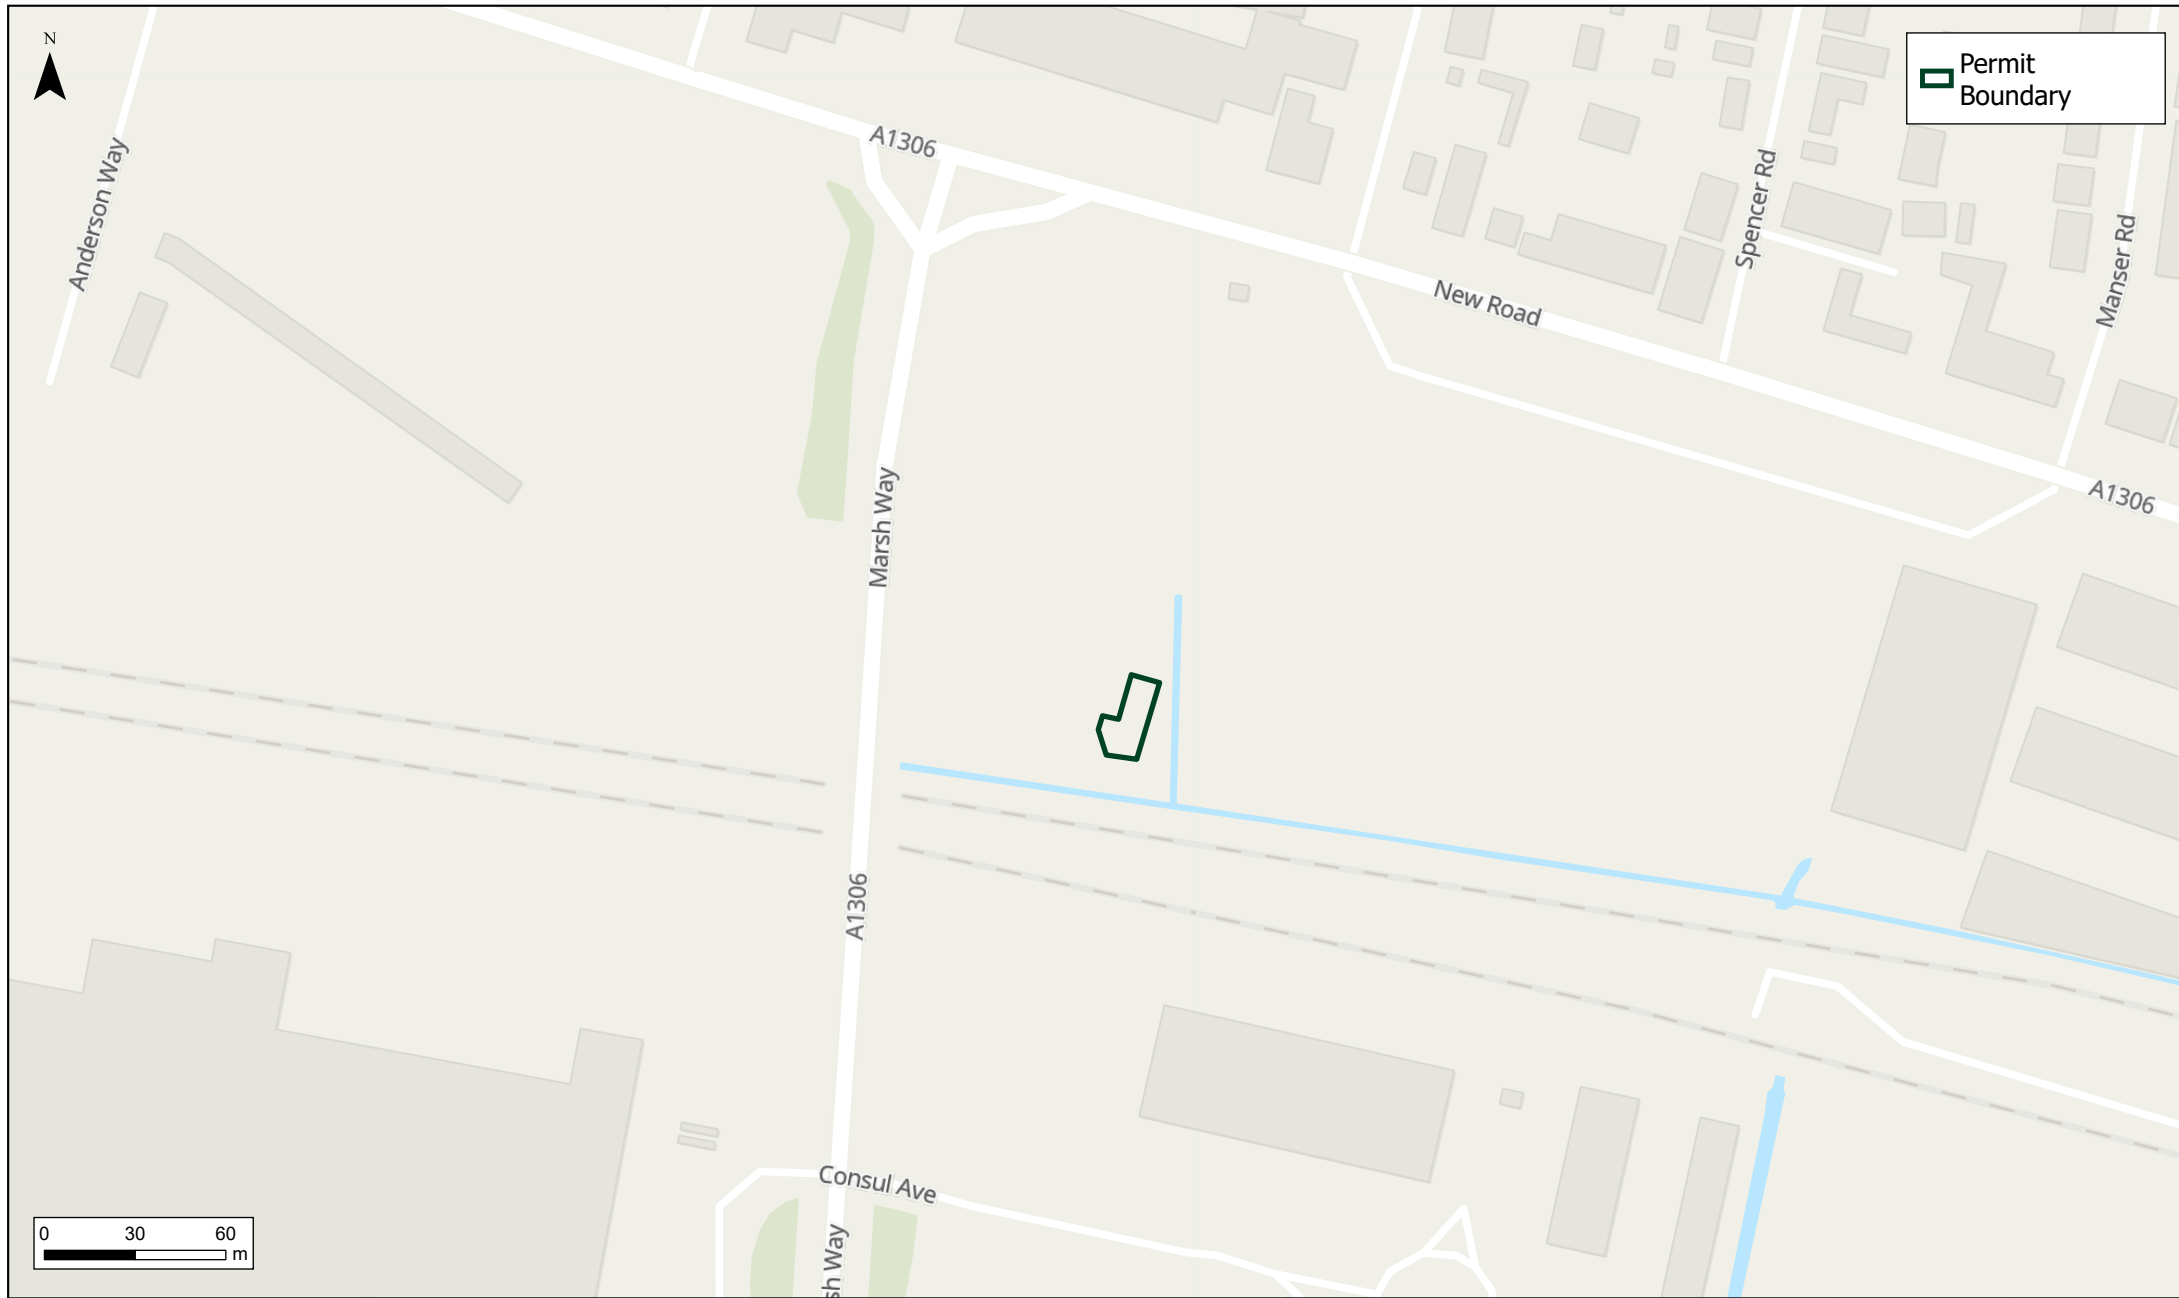 N
Permit
Boundary
A1306
Anderson Way
Spencer Rd
Manser Rd
New Road
A1306
Marsh Way
A1306
Consul Ave
sh Way
0 30 60
m